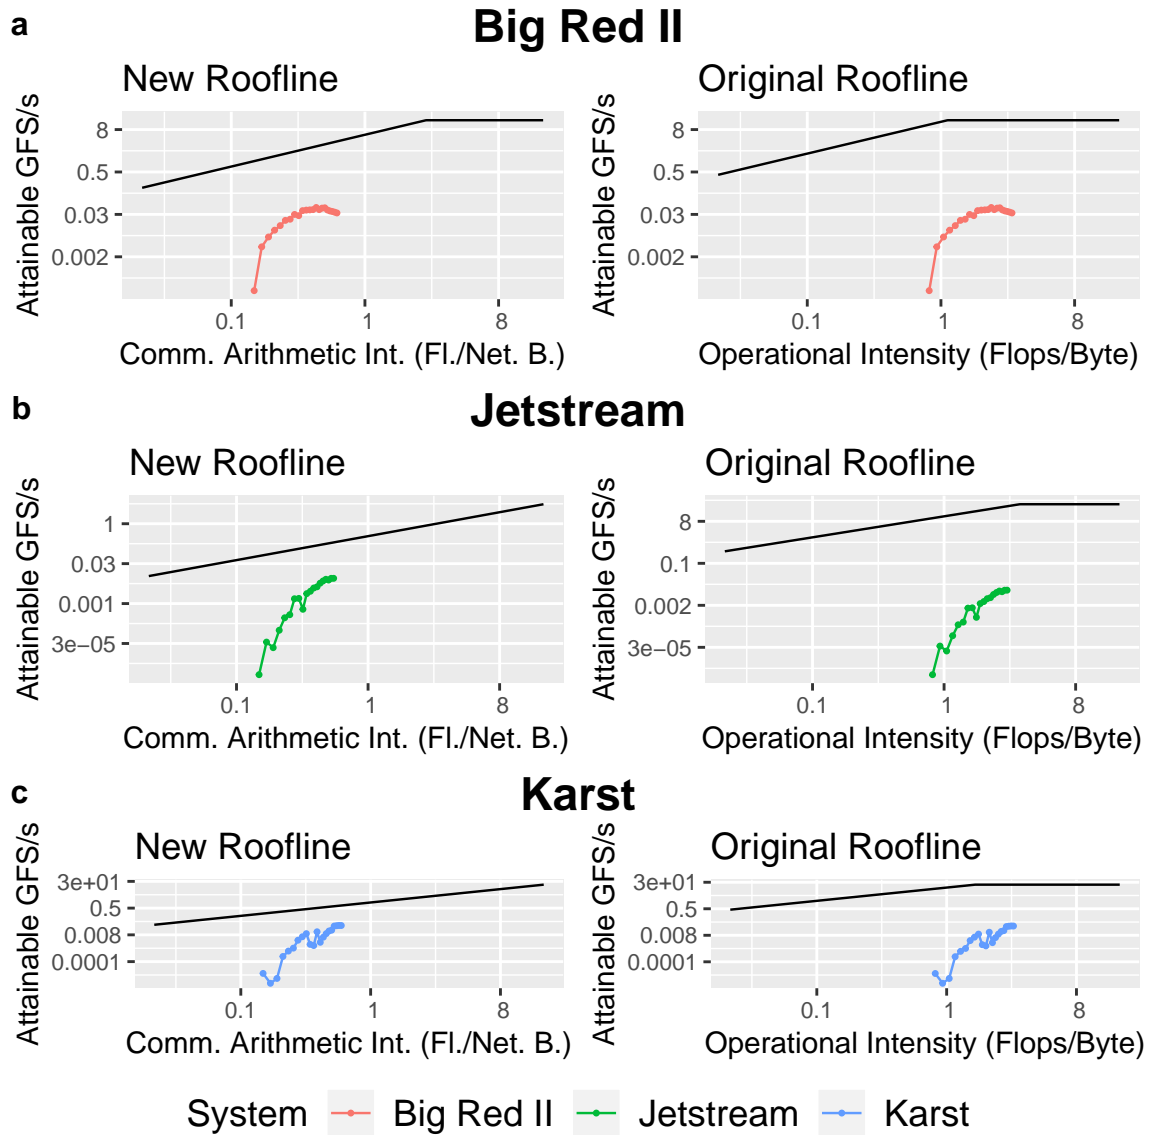 a
Big Red II
New Roofline
Original Roofline
Attainable GFS/s
8
0.5
0.03
0.002
0.1
1
8
Comm. Arithmetic Int. (Fl./Net. B.)
Attainable GFS/s
8
0.5
0.03
0.002
0.1
1
8
Operational Intensity (Flops/Byte)
b
Jetstream
New Roofline
Original Roofline
Attainable GFS/s
1
0.03
0.001
3e−05
0.1
1
8
Comm. Arithmetic Int. (Fl./Net. B.)
Attainable GFS/s
8
0.1
0.002
3e−05
0.1
1
8
Operational Intensity (Flops/Byte)
c
Karst
New Roofline
Original Roofline
Attainable GFS/s
3e+01
0.5
0.008
0.0001
0.1
1
8
Comm. Arithmetic Int. (Fl./Net. B.)
Attainable GFS/s
3e+01
0.5
0.008
0.0001
0.1
1
8
Operational Intensity (Flops/Byte)
System Big Red II Jetstream Karst